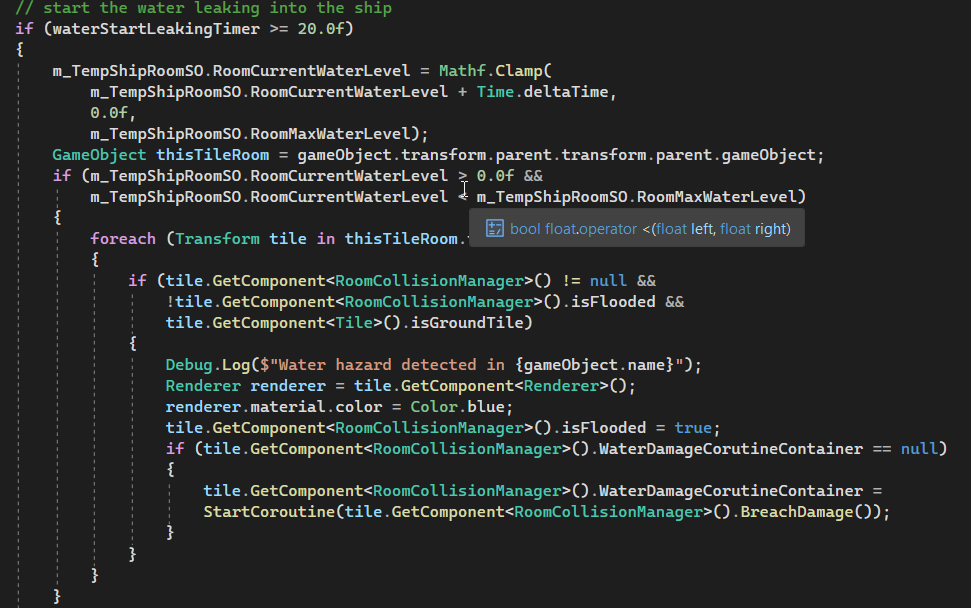 // start the water leaking into the ship
if (waterStartLeakingTimer >= 20.0f)
{
m_TempShipRoomSO.RoomCurrentWaterLevel = Mathf.Clamp(
m_TempShipRoomSO.RoomCurrentWaterLevel + Time.deltaTime,
0.0f,
m_TempShipRoomSO.RoomMaxWaterLevel);
GameObject thisTileRoom = gameObject.transform.parent.transform.parent.gameObject;
if (m_TempShipRoomSO.RoomCurrentWaterLevel > 0.0f &&
m_TempShipRoomSO.RoomCurrentWaterLevel < m_TempShipRoomSO.RoomMaxWaterLevel)
{
bool float.operator <(float left, float right)
foreach (Transform tile in thisTileRoom.
{
if (tile.GetComponent<RoomCollisionManager>() != null &&
!tile.GetComponent<RoomCollisionManager>().isFlooded &&
tile.GetComponent<Tile>().isGroundTile)
{
Debug.Log($"Water hazard detected in {gameObject.name}");
Renderer renderer = tile.GetComponent<Renderer>();
renderer.material.color = Color.blue;
tile.GetComponent<RoomCollisionManager>().isFlooded = true;
if (tile.GetComponent<RoomCollisionManager>().WaterDamageCorutineContainer == null)
{
tile.GetComponent<RoomCollisionManager>().WaterDamageCorutineContainer =
StartCoroutine(tile.GetComponent<RoomCollisionManager>().BreachDamage());
}
}
}
}